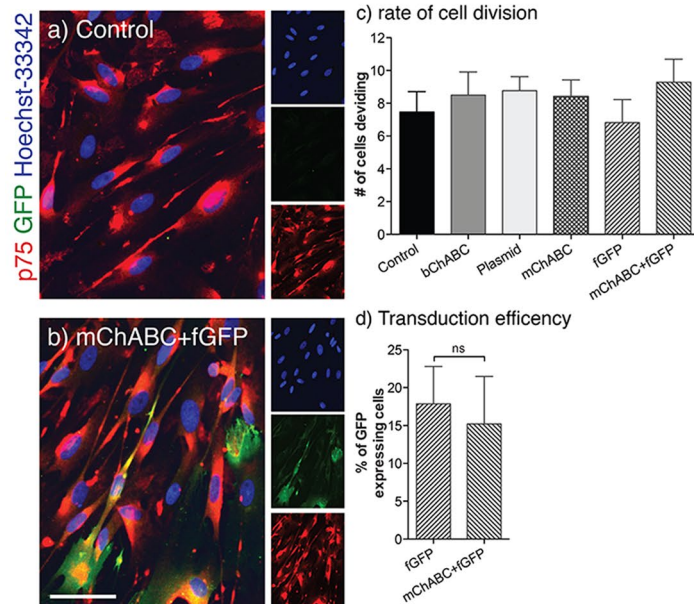 p75 GFP Hoechst-33342
a) Control
b) mChABC+fGFP
c) rate of cell division
# of cells deviding
12
10
8
6
4
2
0
Control
bChABC
Plasmid
mChABC
fGFP
mChABC+fGFP
d) Transduction efficency
% of GFP
expressing cells
25
20
15
10
5
0
ns
fGFP
mChABC+fGFP